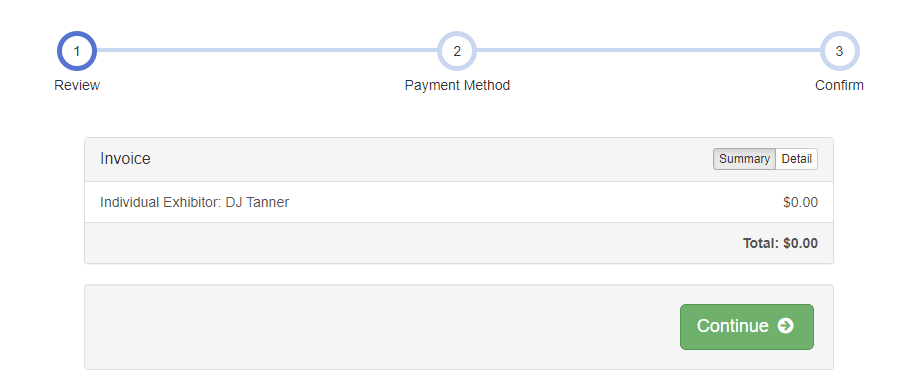 1 2 3
Review Payment Method Confirm
Invoice Summary Detail
Individual Exhibitor: DJ Tanner $0.00
Total: $0.00
Continue